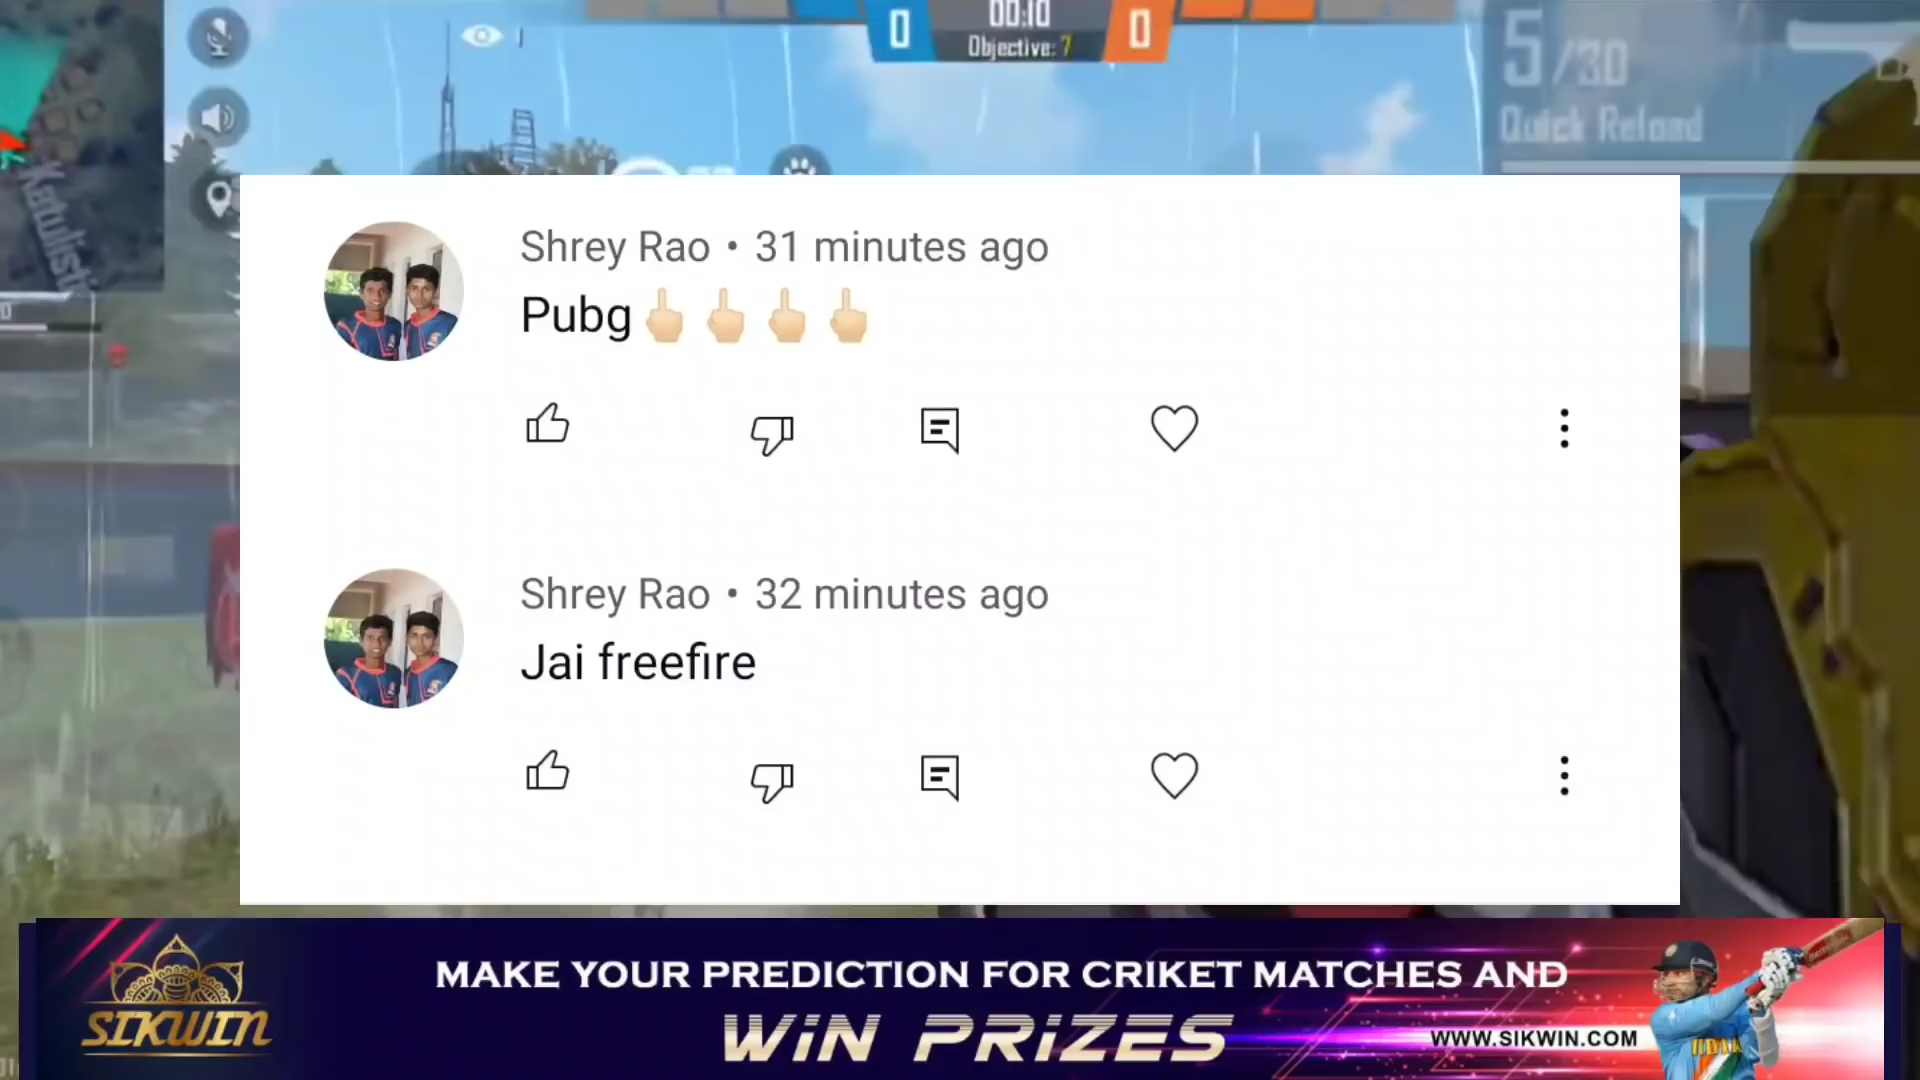 0
00:10
0
Objective: 7
5/30
Quick Reload
Katulisti
Shrey Rao • 31 minutes ago
Pubg🖕🏻🖕🏻🖕🏻🖕🏻
Shrey Rao • 32 minutes ago
Jai freefire
SIKWIN
MAKE YOUR PREDICTION FOR CRIKET MATCHES AND
WIN PRIZES
WWW.SIKWIN.COM